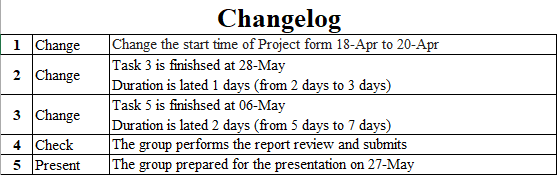 Changelog
1 Change Change the start time of Project form 18-Apr to 20-Apr
2 Change Task 3 is finishsed at 28-May
Duration is lated 1 days (from 2 days to 3 days)
3 Change Task 5 is finishsed at 06-May
Duration is lated 2 days (from 5 days to 7 days)
4 Check The group performs the report review and submits
5 Present The group prepared for the presentation on 27-May